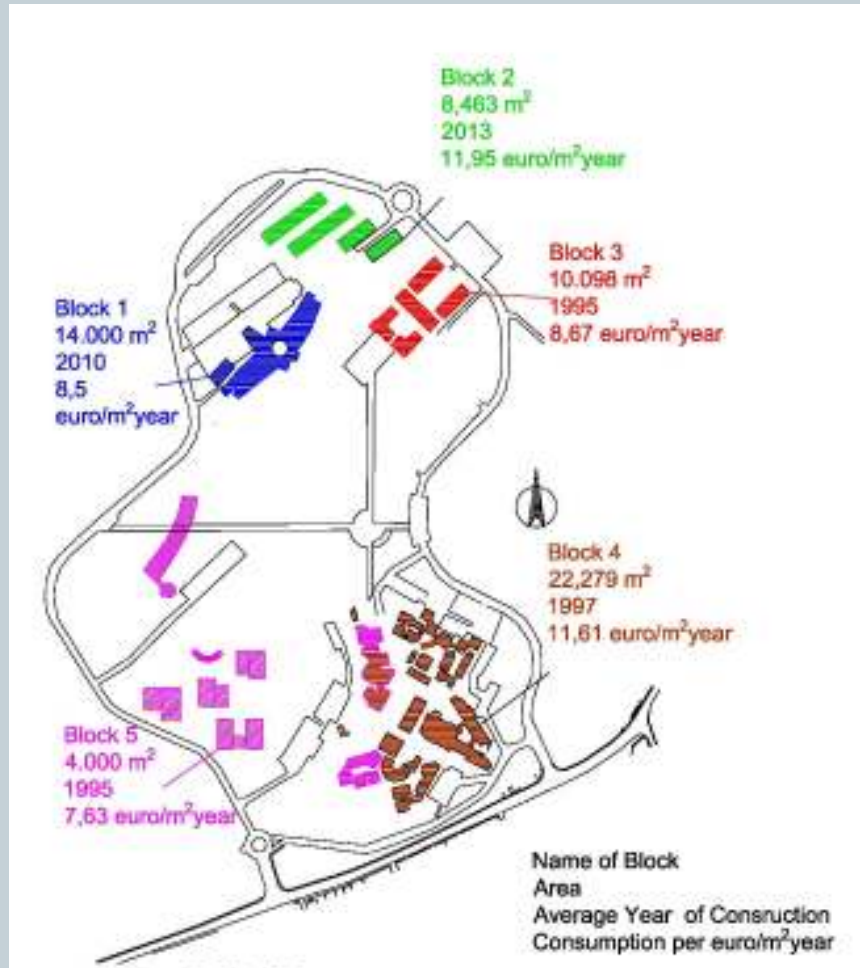 Block 2
8,463 m²
2013
11,95 euro/m²year
Block 3
10.098 m²
1995
8,67 euro/m²year
Block 1
14.000 m²
2010
8,5
euro/m²year
Block 4
22,279 m²
1997
11,61 euro/m²year
Block 5
4.000 m²
1995
7,63 euro/m²year
Name of Block
Area
Average Year of Consruction
Consumption per euro/m²year